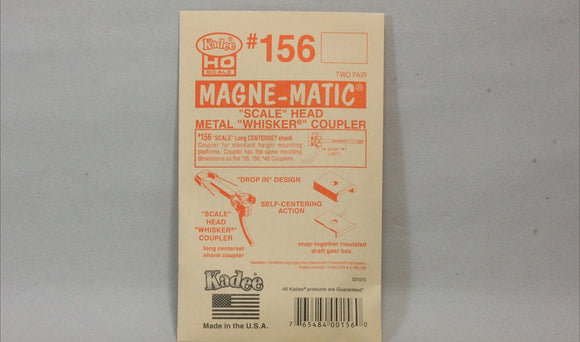 Kadee
HO
SCALE
#156
TWO PAIR
MAGNE-MATIC®
"SCALE" HEAD
METAL "WHISKER®" COUPLER
#156 "SCALE" Long CENTERSET shank
Coupler for standard height mounting
platforms. Coupler has the same mounting
dimensions as the #26, #36, #46 Couplers
"DROP IN" DESIGN
SELF-CENTERING
ACTION
"SCALE"
HEAD
"WHISKER®"
COUPLER
long centerset
shank coupler
snap-together insulated
draft gear box.
Kadee
Made in the U.S.A.
001015
All Kadee® products are Guaranteed!
7 65484 00156 0